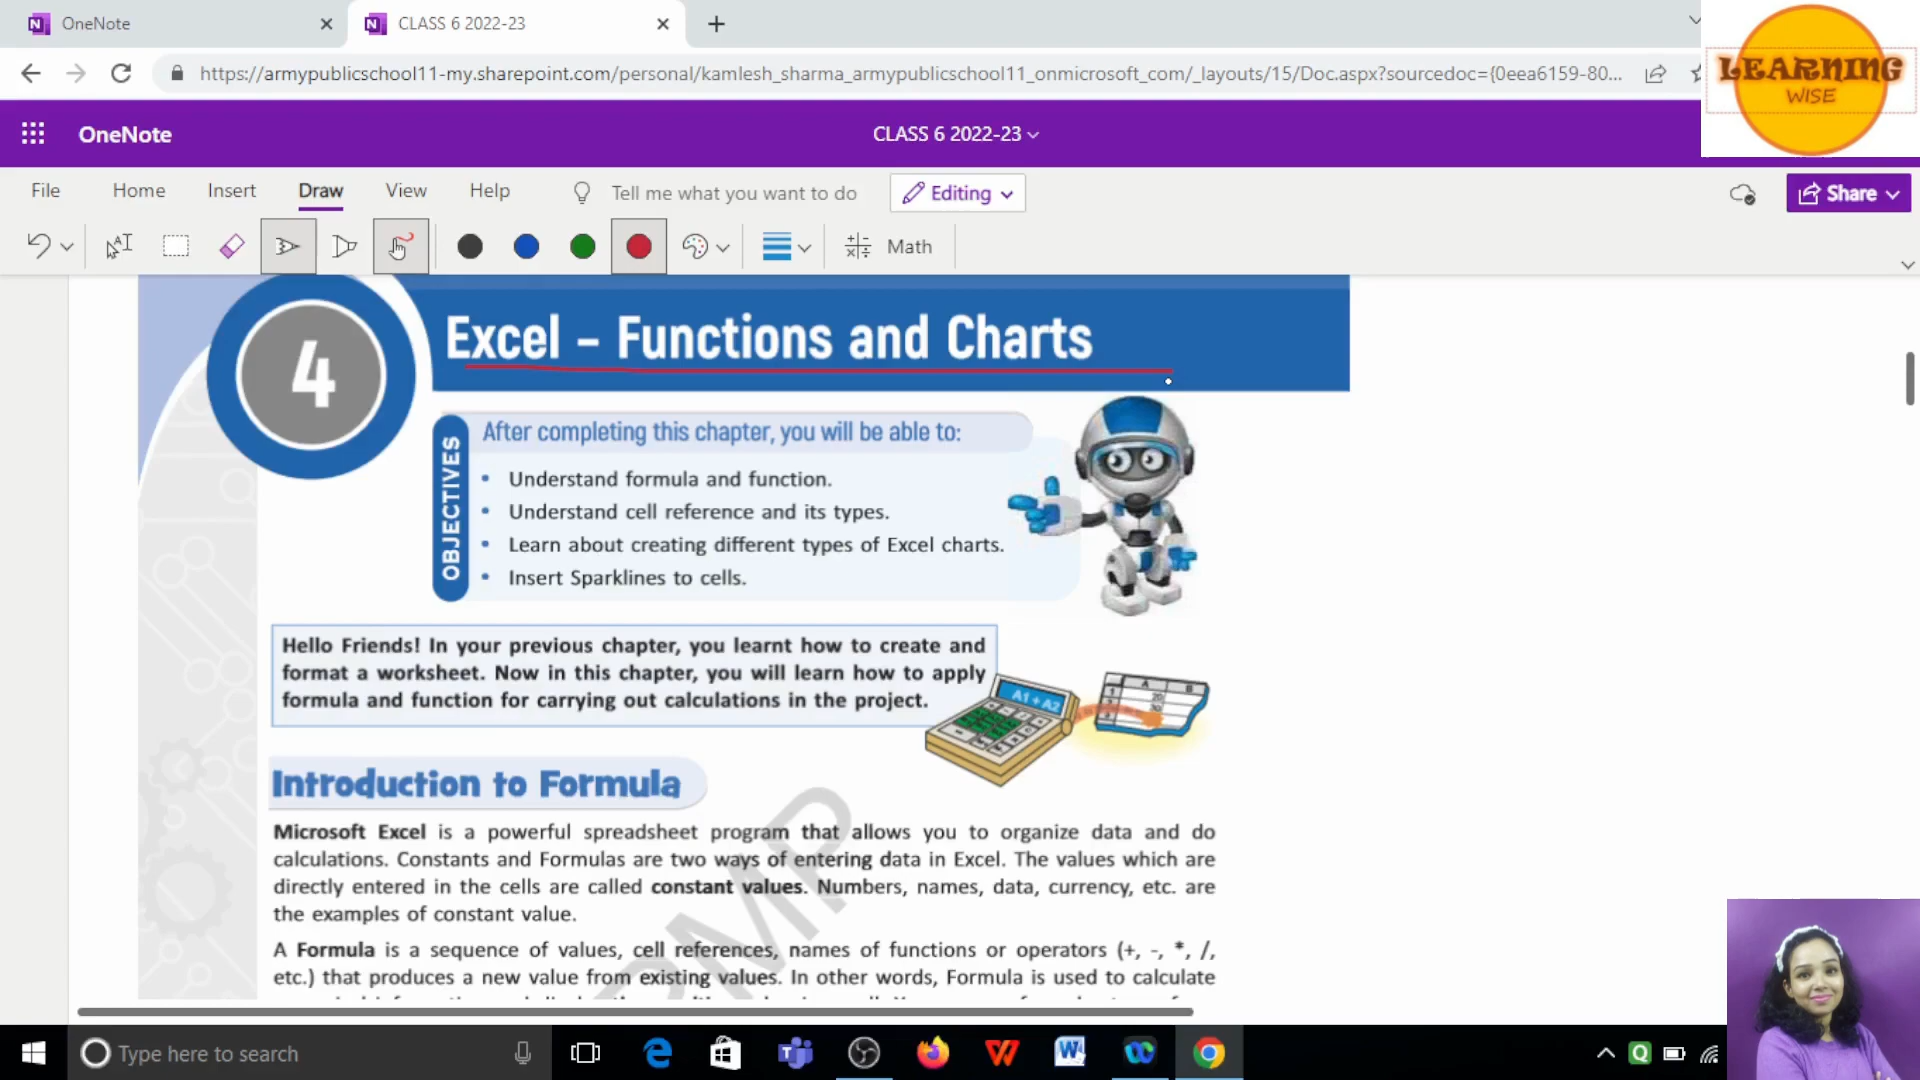 OneNote
CLASS 6 2022-23
https://armypublicschool11-my.sharepoint.com/personal/kamlesh_sharma_armypublicschool11_onmicrosoft_com/_layouts/15/Doc.aspx?sourcedoc={0eea6159-80...
LEARNING
WISE
OneNote
CLASS 6 2022-23
File Home Insert Draw View Help Tell me what you want to do Editing Share
Math
4
Excel – Functions and Charts
OBJECTIVES
After completing this chapter, you will be able to:
• Understand formula and function.
• Understand cell reference and its types.
• Learn about creating different types of Excel charts.
• Insert Sparklines to cells.
Hello Friends! In your previous chapter, you learnt how to create and
format a worksheet. Now in this chapter, you will learn how to apply
formula and function for carrying out calculations in the project.
A1 + A2
A B
1 20
2 30
Introduction to Formula
Microsoft Excel is a powerful spreadsheet program that allows you to organize data and do
calculations. Constants and Formulas are two ways of entering data in Excel. The values which are
directly entered in the cells are called constant values. Numbers, names, data, currency, etc. are
the examples of constant value.
A Formula is a sequence of values, cell references, names of functions or operators (+, -, *, /,
etc.) that produces a new value from existing values. In other words, Formula is used to calculate
Type here to search